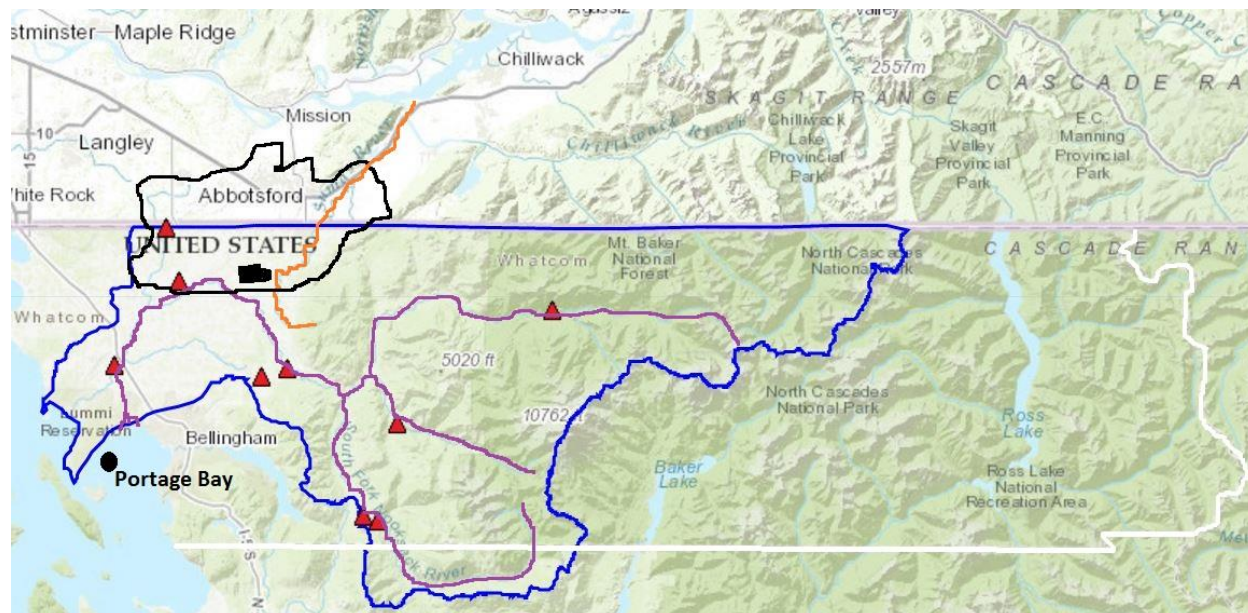 Agassiz
Valley
Copper C
stminster
Maple Ridge
Chilliwack
2557m
CASCADE RA
Mission
SKAGIT RANGE
10
15
Langley
Chilliwack River
Chilliwack
Lake
Provincial
Park
Skagit
Valley
Provincial
Park
E.C.
Manning
Provincial
Park
hite Rock
Abbotsford
UNITED STATES
Whatcom
Mt. Baker
National
Forest
North Cascades
National Park
CASCADE RAN
Whatcom
5020 ft
10762 ft
North Cascades
National Park
Lummi
Reservation
Bellingham
Ross
Lake
South Fork Nooksack River
Baker
Lake
Portage Bay
Ross Lake
National
Recreation Area
I-5 S